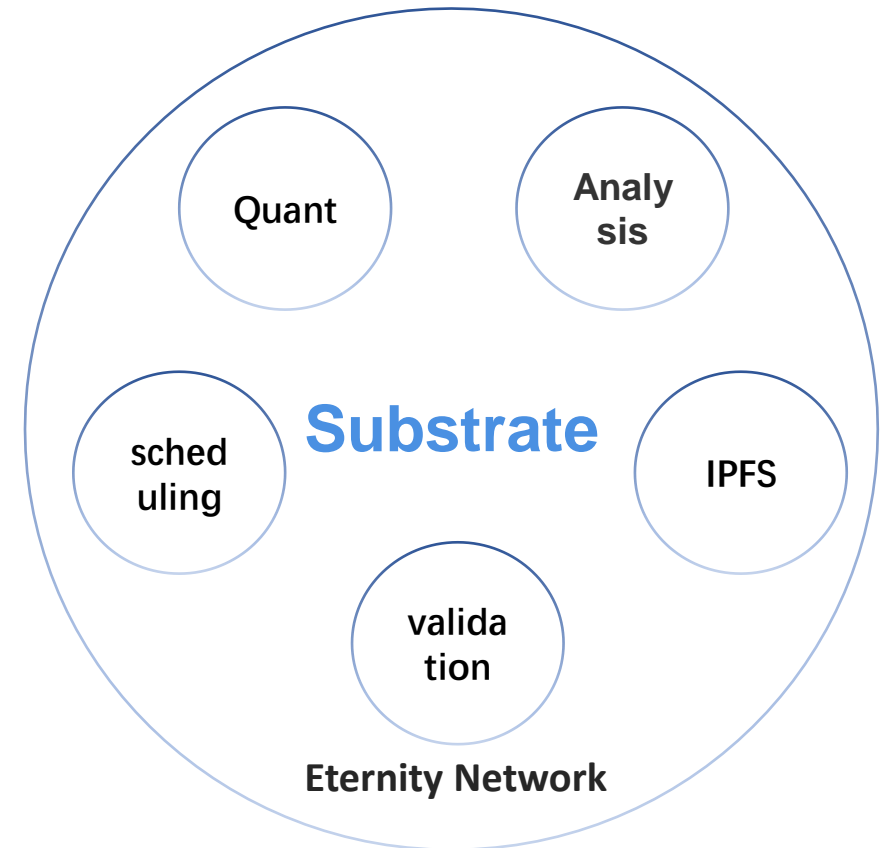 Quant
Analy
sis
Substrate
sched
uling
IPFS
valida
tion
Eternity Network